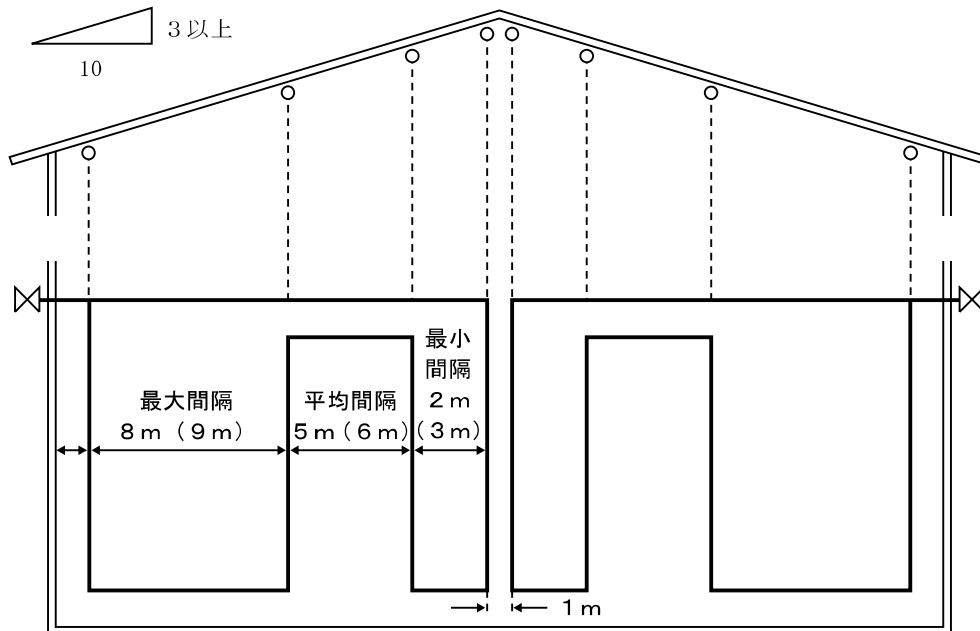 ３以上
10
最小
間隔
２ｍ
（３ｍ）
最大間隔
８ｍ（９ｍ）
平均間隔
５ｍ（６ｍ）
１ｍ